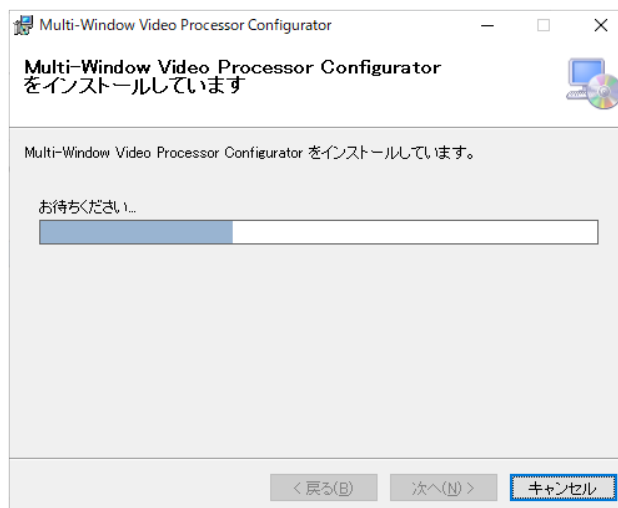 Multi-Window Video Processor Configurator
Multi-Window Video Processor Configurator
をインストールしています
Multi-Window Video Processor Configurator をインストールしています。
お待ちください...
< 戻る(B)
次へ(N) >
キャンセル